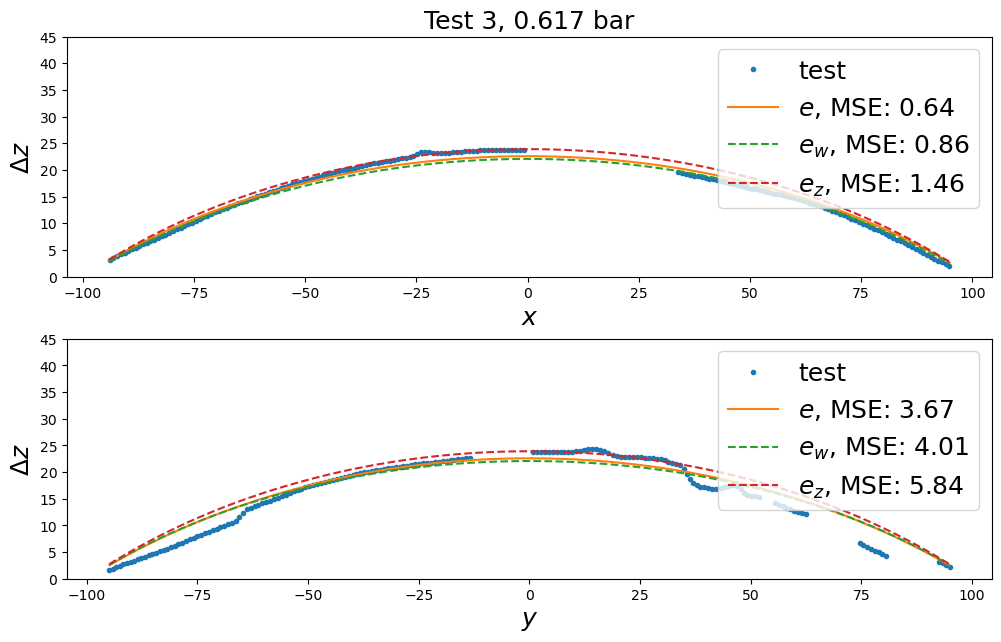 Test 3, 0.617 bar
45
40
35
30
25
20
15
10
5
0
Δz
test
e, MSE: 0.64
e_w, MSE: 0.86
e_z, MSE: 1.46
−100 −75 −50 −25 0 25 50 75 100
x
45
40
35
30
25
20
15
10
5
0
Δz
test
e, MSE: 3.67
e_w, MSE: 4.01
e_z, MSE: 5.84
−100 −75 −50 −25 0 25 50 75 100
y